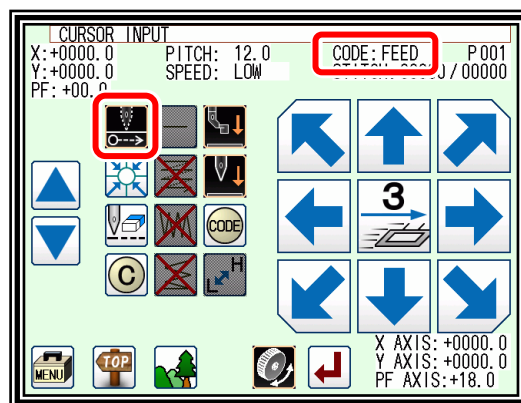 CURSOR INPUT
X:+0000.0 PITCH: 12.0 CODE:FEED P001
Y:+0000.0 SPEED: LOW /00000
PF:+00.0
CODE
3
C
H
L
MENU
TOP
X AXIS:+0000.0
Y AXIS:+0000.0
PF AXIS:+18.0